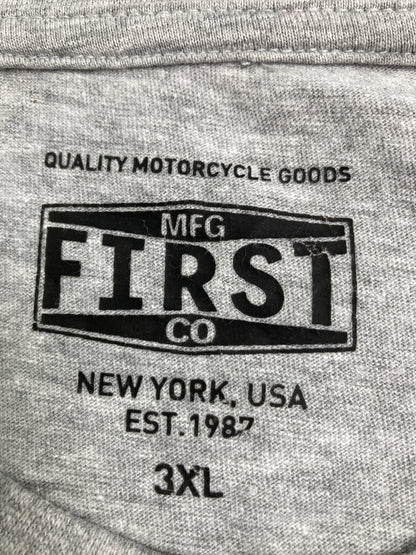 QUALITY MOTORCYCLE GOODS
MFG
FIRST
CO
NEW YORK, USA
EST.1987
3XL